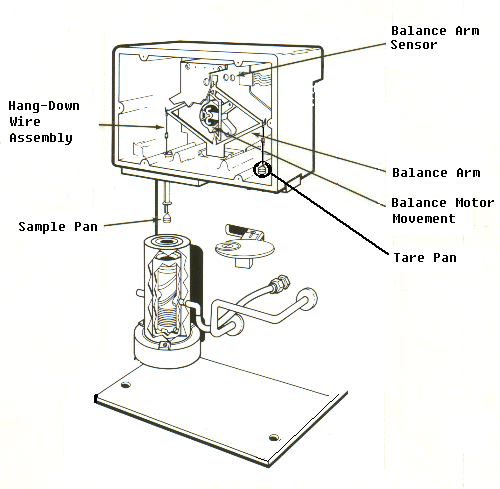 Balance Arm
Sensor
Hang-Down
Wire
Assembly
Balance Arm
Balance Motor
Movement
Sample Pan
Tare Pan